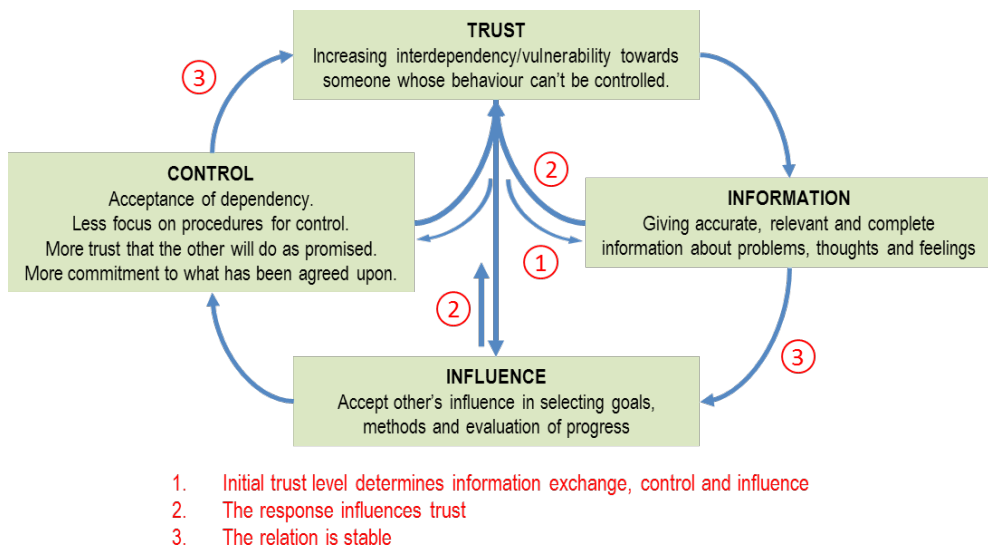 TRUST
Increasing interdependency/vulnerability towards
someone whose behaviour can't be controlled.
3
CONTROL
Acceptance of dependency.
Less focus on procedures for control.
More trust that the other will do as promised.
More commitment to what has been agreed upon.
2
INFORMATION
Giving accurate, relevant and complete
information about problems, thoughts and feelings
1
2
3
INFLUENCE
Accept other's influence in selecting goals,
methods and evaluation of progress
1. Initial trust level determines information exchange, control and influence
2. The response influences trust
3. The relation is stable